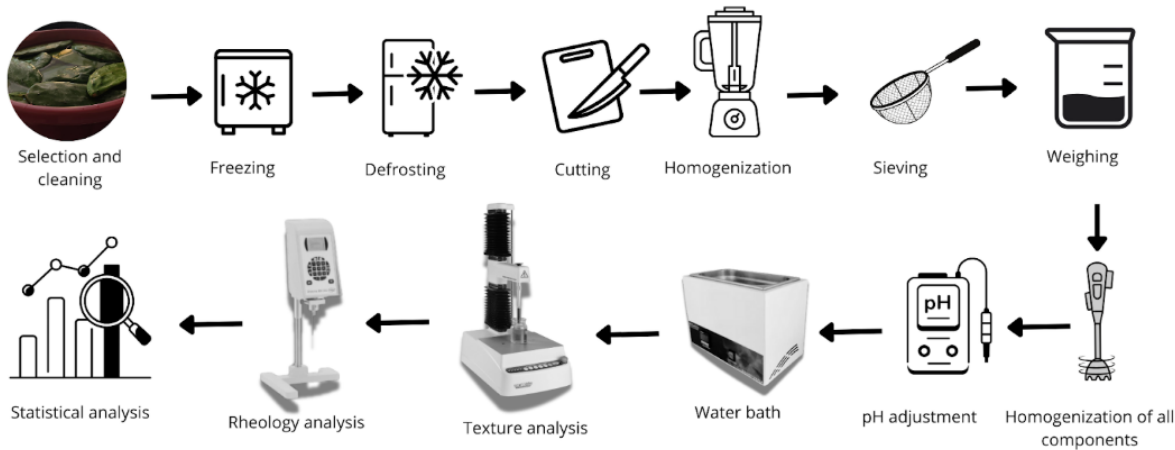 Selection and
cleaning
Freezing
Defrosting
Cutting
Homogenization
Sieving
Weighing
pH
Statistical analysis
Rheology analysis
Texture analysis
Water bath
pH adjustment
Homogenization of all
components